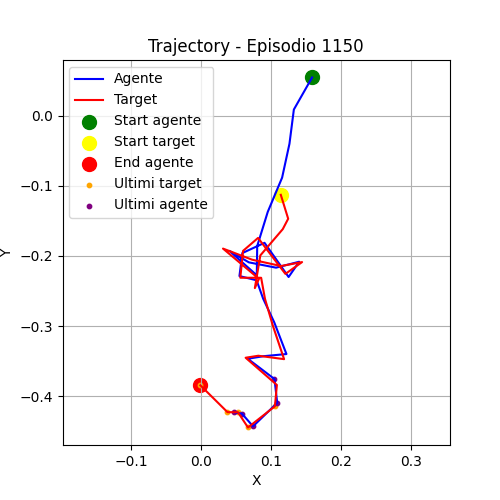 Trajectory - Episodio 1150
Agente
Target
Start agente
Start target
End agente
Ultimi target
Ultimi agente
0.0
−0.1
−0.2
−0.3
−0.4
Y
−0.1 0.0 0.1 0.2 0.3
X